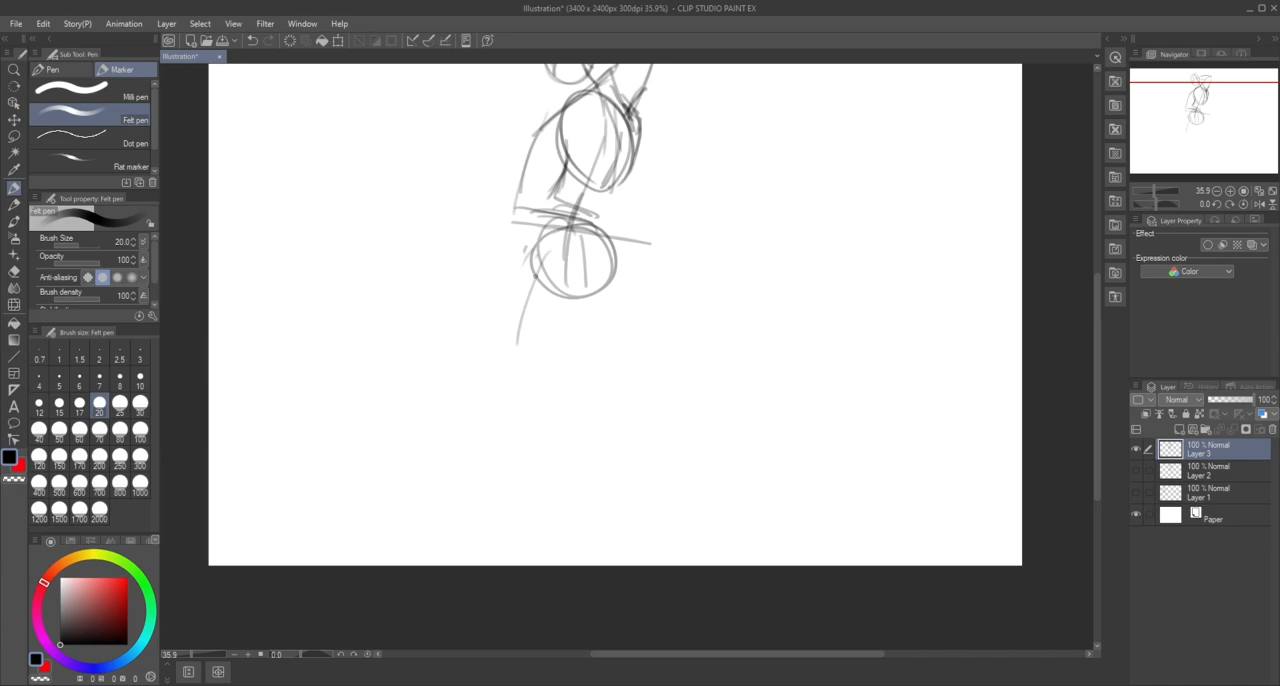 Illustration* (3400 x 2400px 300dpi 35.9%) - CLIP STUDIO PAINT EX
File Edit Story(P) Animation Layer Select View Filter Window Help
Sub Tool: Pen
Illustration*
Navigator
Pen Marker
Milli pen
Felt pen
Dot pen
Flat marker
Tool property: Felt pen
Felt pen
35.9
0.0
Layer Property
Effect
Brush Size 20.0
Opacity 100
Anti-aliasing
Brush density 100
Expression color
Color
Brush size: Felt pen
0.7 1 1.5 2 2.5 3
4 5 6 7 8 10
12 15 17 20 25 30
40 50 60 70 80 100
120 150 170 200 250 300
400 500 600 700 800 1000
1200 1500 1700 2000
Layer History Auto Action
Normal 100
100 % Normal
Layer 3
100 % Normal
Layer 2
100 % Normal
Layer 1
Paper
35.9 0.0
0 0 0